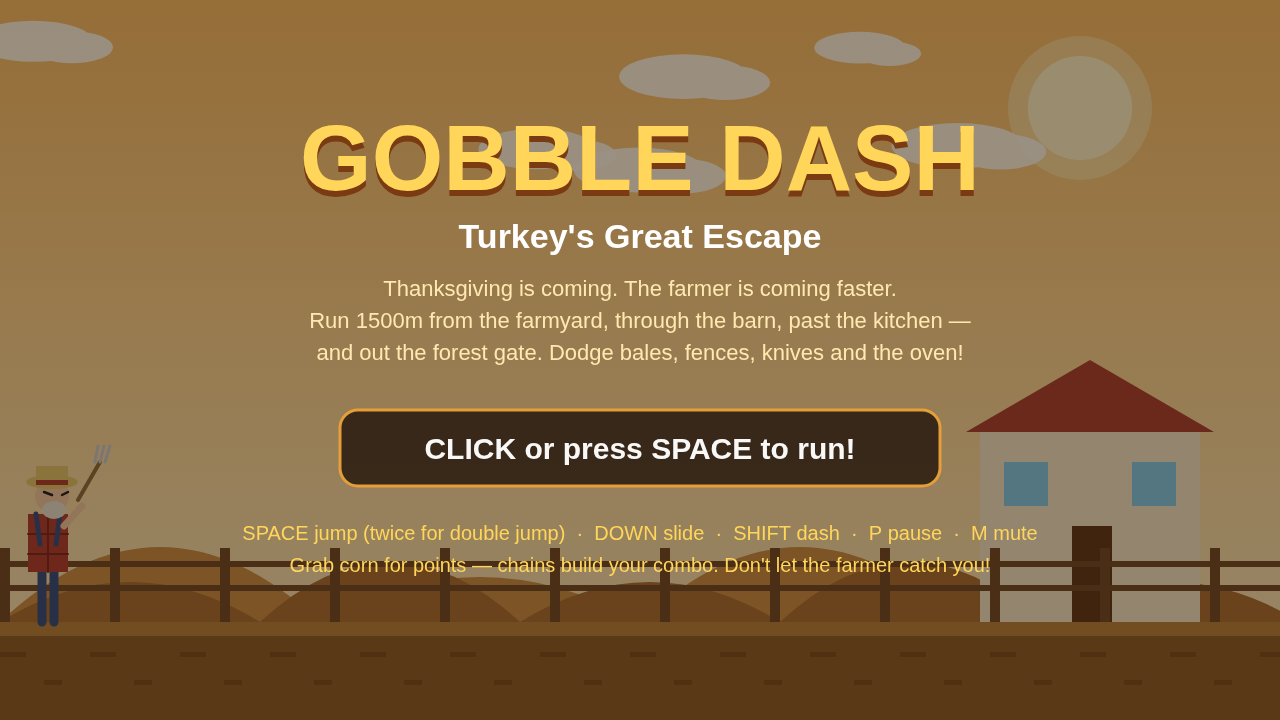 GOBBLE DASH
Turkey's Great Escape
Thanksgiving is coming. The farmer is coming faster.
Run 1500m from the farmyard, through the barn, past the kitchen —
and out the forest gate. Dodge bales, fences, knives and the oven!
CLICK or press SPACE to run!
SPACE jump (twice for double jump)  ·  DOWN slide  ·  SHIFT dash  ·  P pause  ·  M mute
Grab corn for points — chains build your combo. Don't let the farmer catch you!